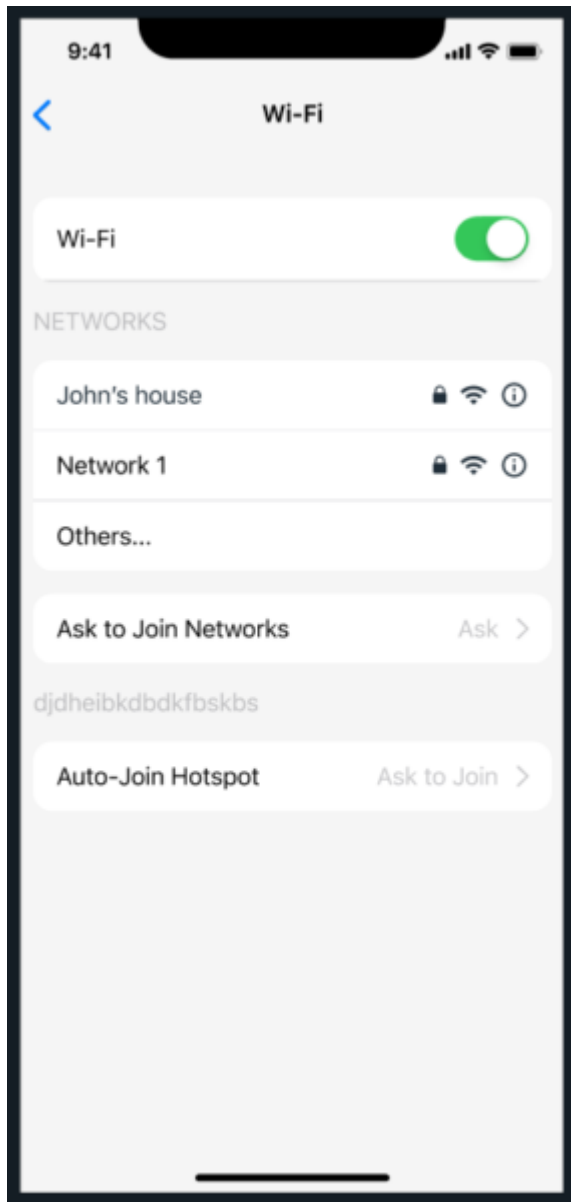 9:41
Wi-Fi
Wi-Fi
NETWORKS
John's house
Network 1
Others...
Ask to Join Networks Ask
djdheibkdbdkfbskbs
Auto-Join Hotspot Ask to Join